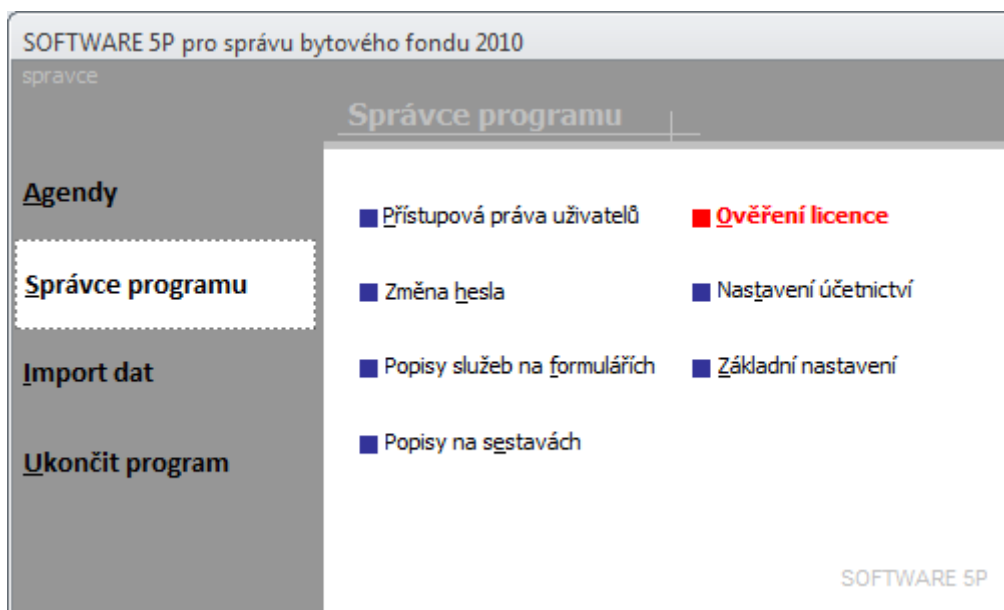 SOFTWARE 5P pro správu bytového fondu 2010
spravce
Správce programu
Agendy
Správce programu
Import dat
Ukončit program
Přístupová práva uživatelů
Změna hesla
Popisy služeb na formulářích
Popisy na sestavách
Ověření licence
Nastavení účetnictví
Základní nastavení
SOFTWARE 5P